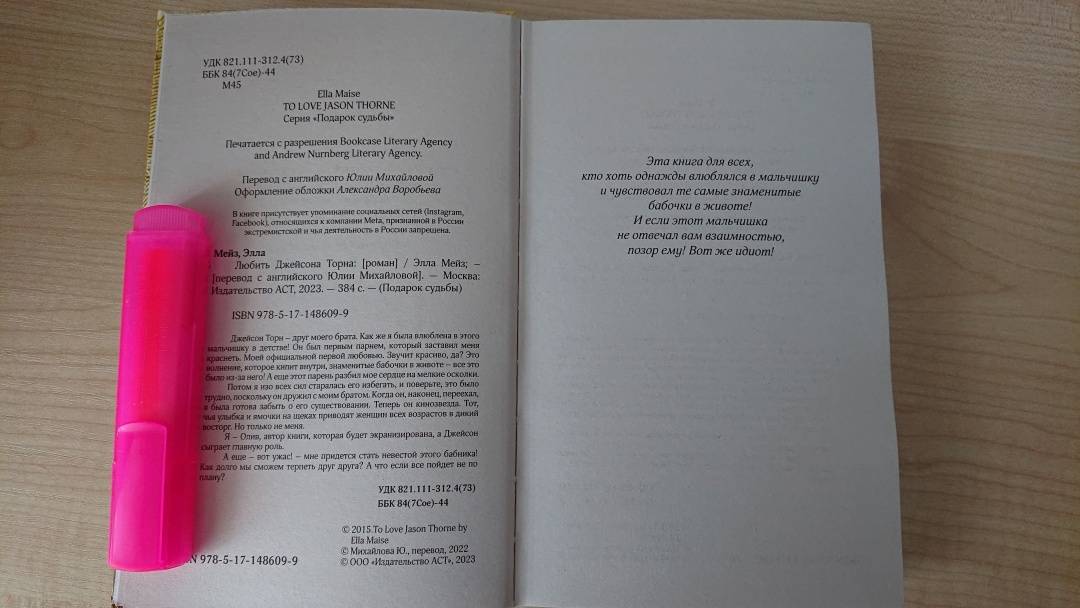 УДК 821.111-312.4(73)
ББК 84(7Сое)-44
М45
Ella Maise
TO LOVE JASON THORNE
Серия «Подарок судьбы»
Печатается с разрешения Bookcase Literary Agency
and Andrew Nurnberg Literary Agency.
Перевод с английского Юлии Михайловой
Оформление обложки Александра Воробьева
В книге присутствует упоминание социальных сетей (Instagram,
Facebook), относящихся к компании Meta, признанной в России
экстремистской и чья деятельность в России запрещена.
Мейз, Элла
Любить Джейсона Торна: [роман] / Элла Мейз; —
[перевод с английского Юлии Михайловой]. — Москва:
Издательство АСТ, 2023. — 384 с. — (Подарок судьбы)
ISBN 978-5-17-148609-9
Джейсон Торн – друг моего брата. Как же я была влюблена в этого
мальчишку в детстве! Он был первым парнем, который заставил меня
краснеть. Моей официальной первой любовью. Звучит красиво, да? Это
волнение, которое кипит внутри, знаменитые бабочки в животе – все это
было из-за него! А еще этот парень разбил мое сердце на мелкие осколки.
Потом я изо всех сил старалась его избегать, и поверьте, это было
трудно, поскольку он дружил с моим братом. Когда он, наконец, переехал,
я была готова забыть о его существовании. Теперь он кинозвезда. Тот,
чья улыбка и ямочки на щеках приводят женщин всех возрастов в дикий
восторг. Но только не меня.
Я – Олив, автор книги, которая будет экранизирована, а Джейсон
сыграет главную роль.
А еще – вот ужас! – мне придется стать невестой этого бабника!
Как долго мы сможем терпеть друг друга? А что если все пойдет не по
плану?
УДК 821.111-312.4(73)
ББК 84(7Сое)-44
© 2015.To Love Jason Thorne by
Ella Maise
© Михайлова Ю., перевод, 2022
N 978-5-17-148609-9 © ООО «Издательство АСТ», 2023
Эта книга для всех,
кто хоть однажды влюблялся в мальчишку
и чувствовал те самые знаменитые
бабочки в животе!
И если этот мальчишка
не отвечал вам взаимностью,
позор ему! Вот же идиот!